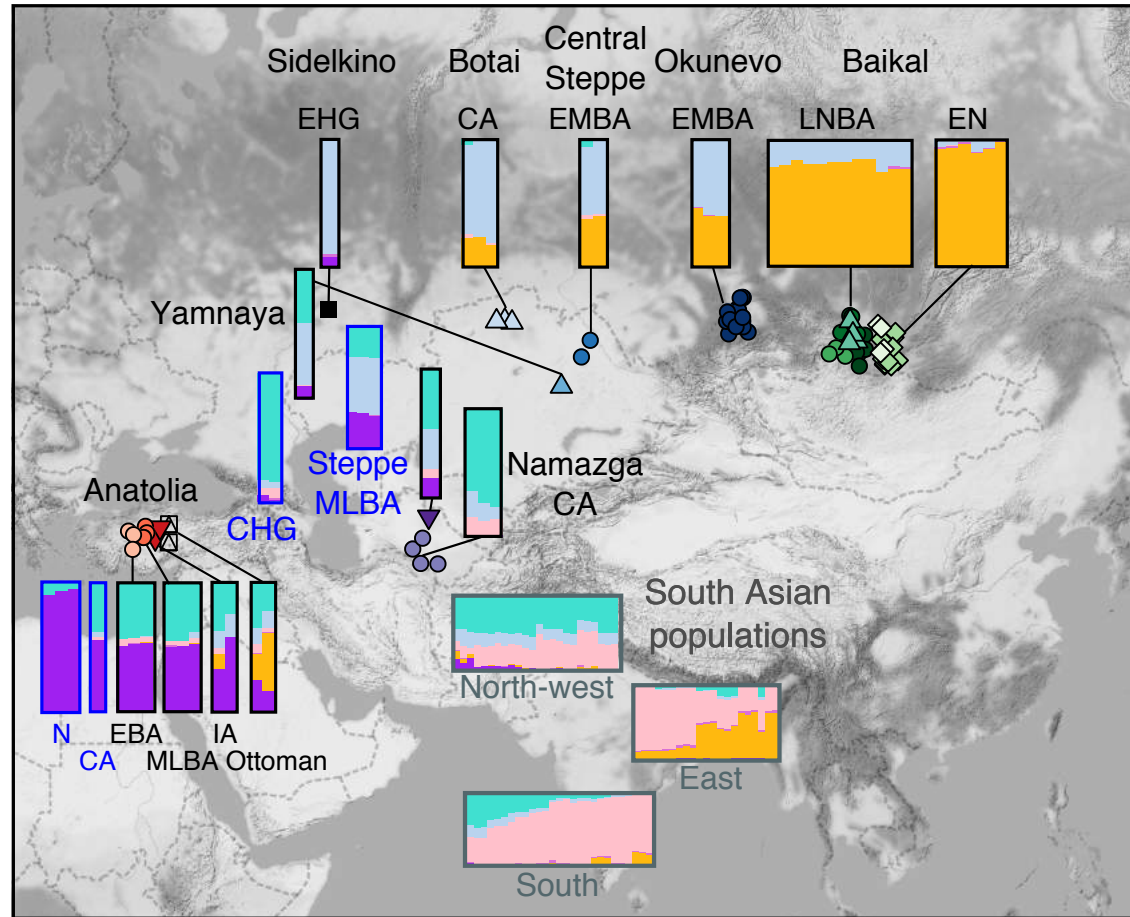 Sidelkino
Botai
Central
Steppe
Okunevo
Baikal
EHG
CA
EMBA
EMBA
LNBA
EN
Yamnaya
Steppe
MLBA
CHG
Namazga
CA
Anatolia
N
CA
EBA
MLBA
IA
Ottoman
South Asian
populations
North-west
East
South